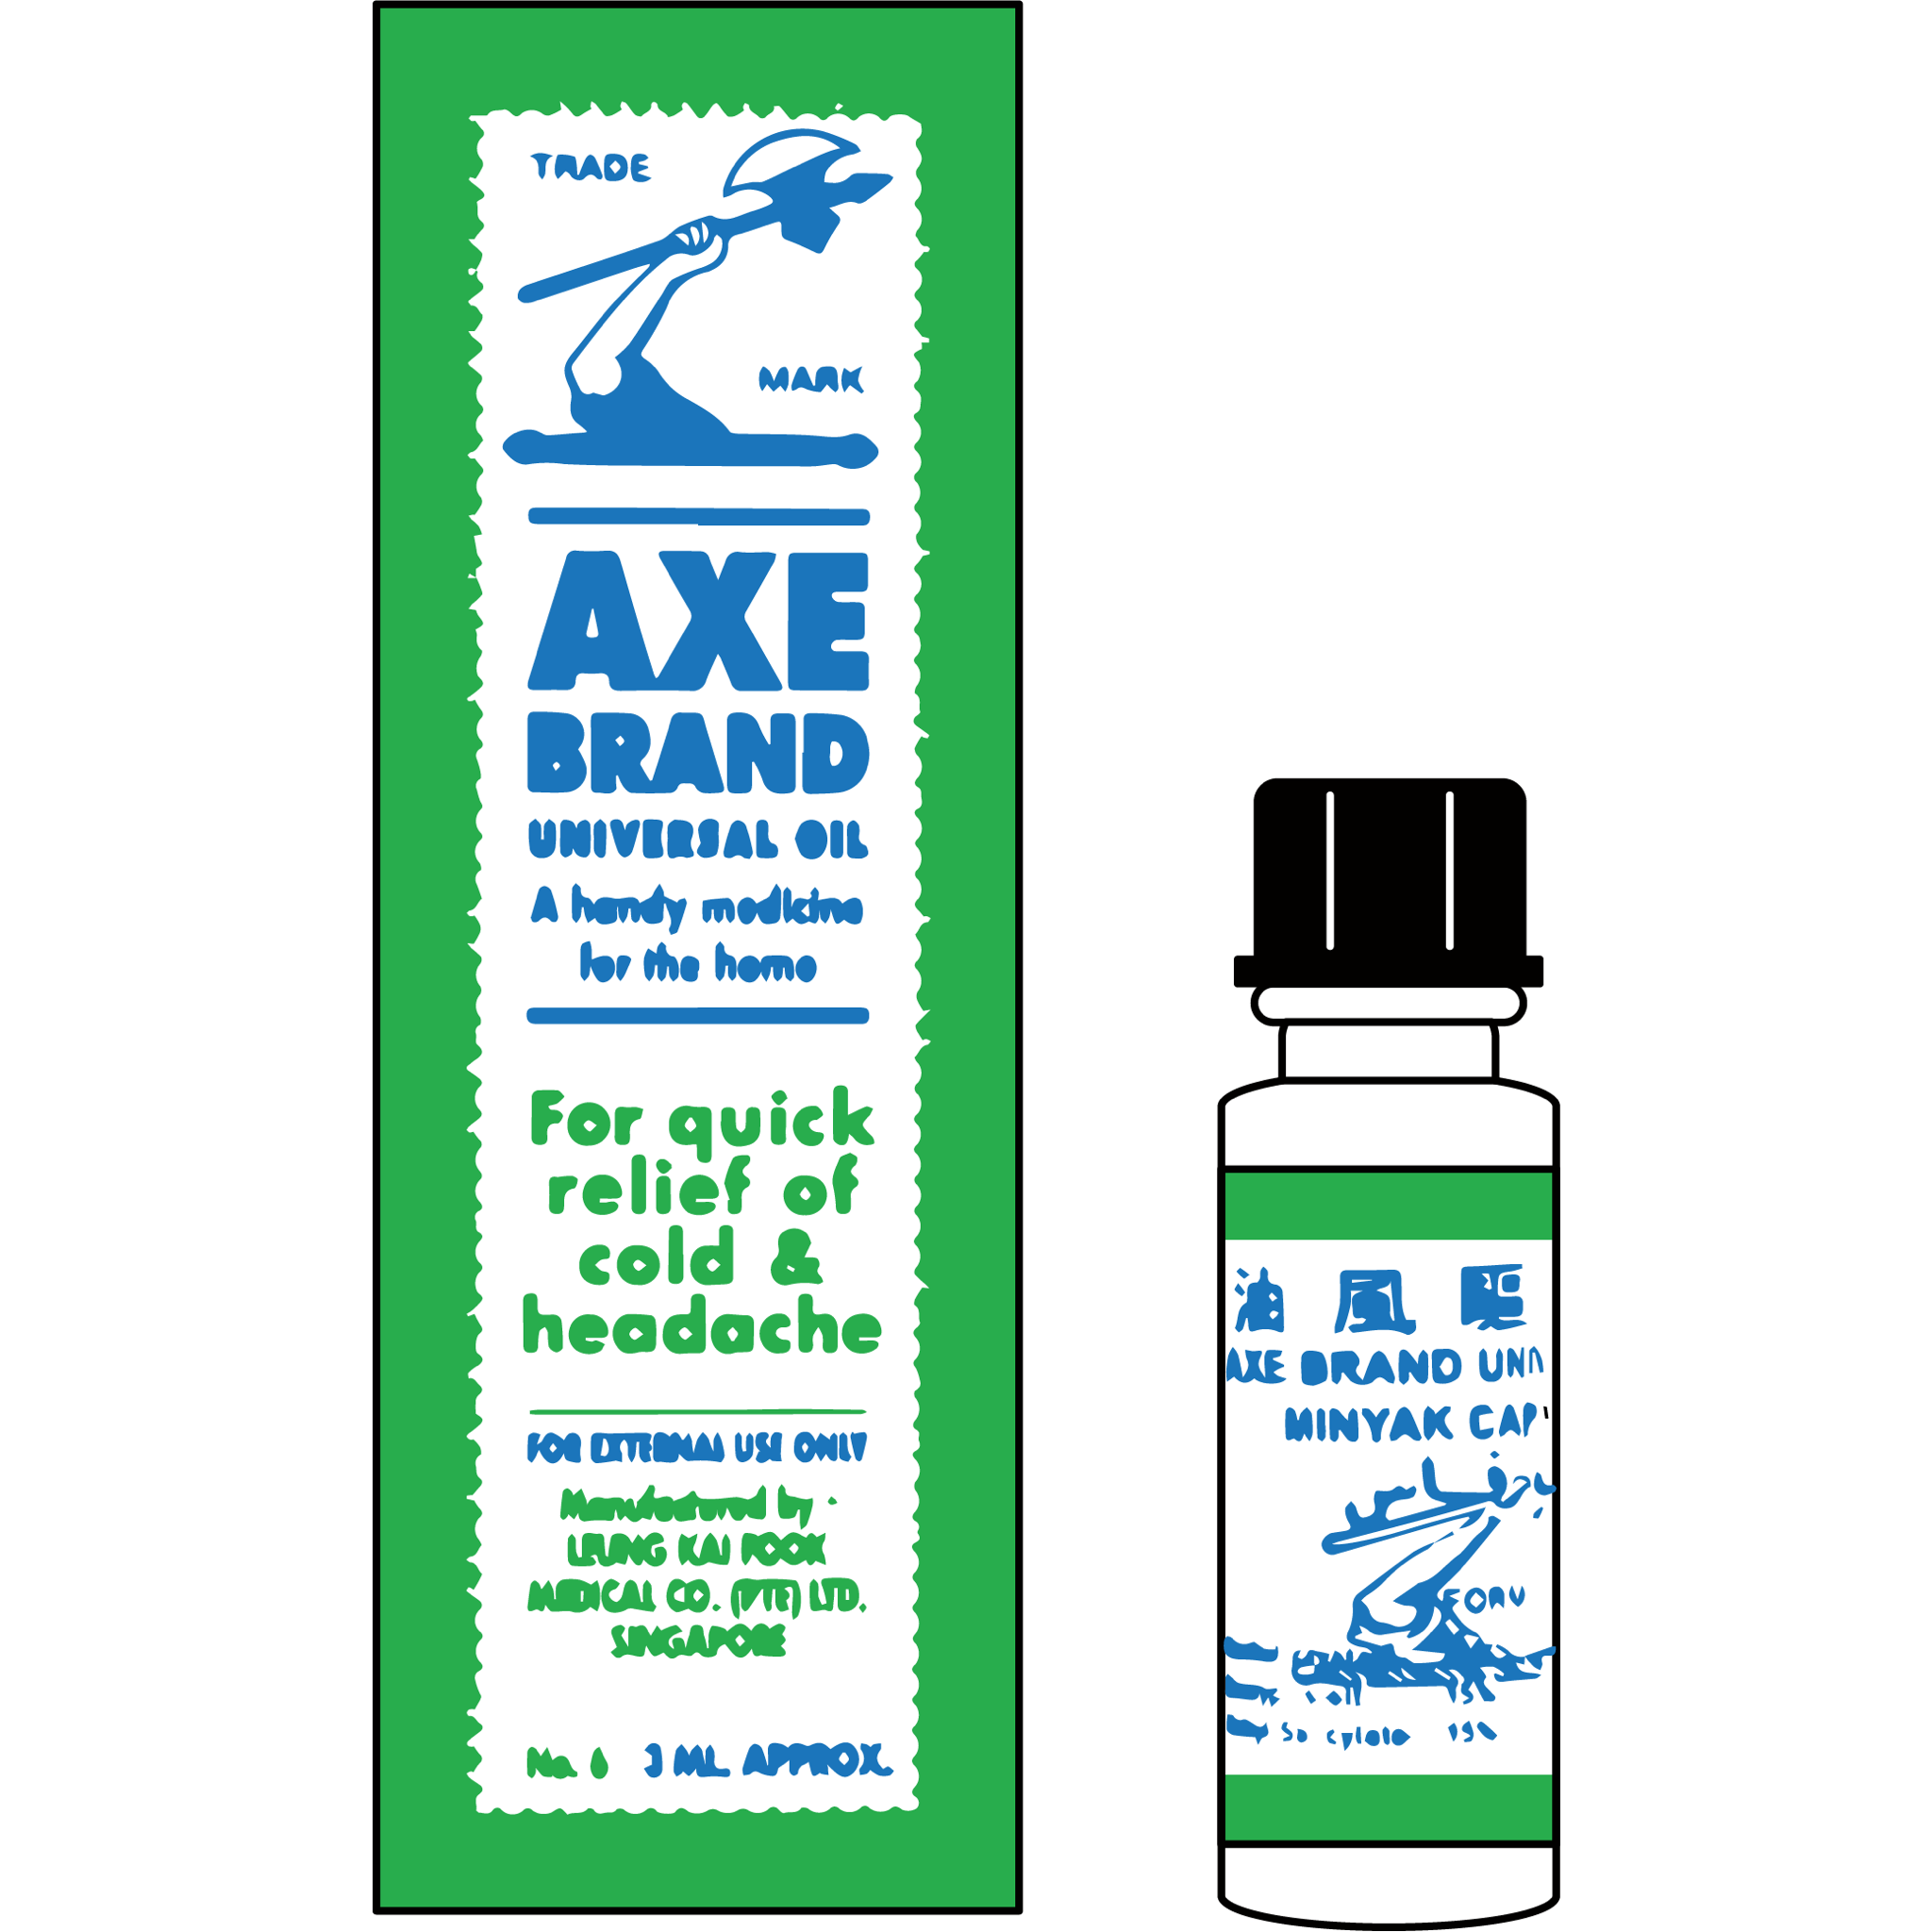 TRADE
MARK
AXE
BRAND
UNIVERSAL OIL
A handy medicine
for the home
For quick
relief of
cold &
headache
FOR EXTERNAL USE ONLY
Manufactured by:
LEUNG KAI FOOK
MEDICAL CO. (PTE) LTD.
SINGAPORE
No. 6 3 ML. APPROX.
油 風
AXE BRAND UNI
MINYAK CAP